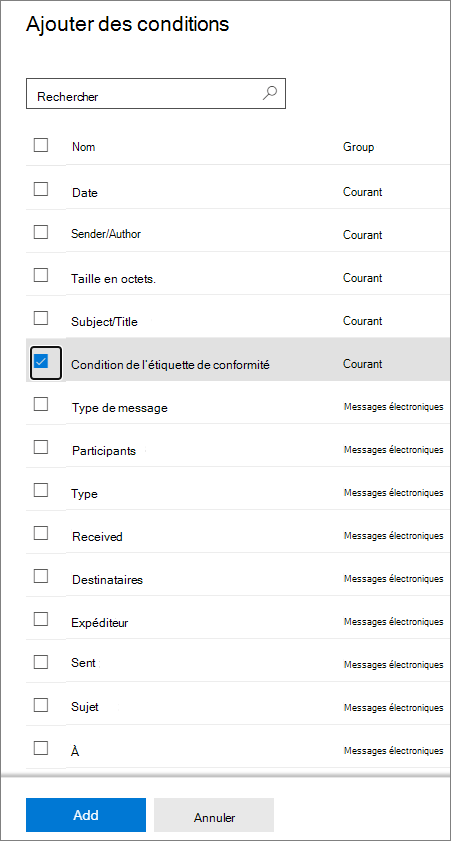 Ajouter des conditions
Rechercher
Nom Group
Date Courant
Sender/Author Courant
Taille en octets. Courant
Subject/Title Courant
Condition de l'étiquette de conformité Courant
Type de message Messages électroniques
Participants Messages électroniques
Type Messages électroniques
Received Messages électroniques
Destinataires Messages électroniques
Expéditeur Messages électroniques
Sent Messages électroniques
Sujet Messages électroniques
À Messages électroniques
Add Annuler